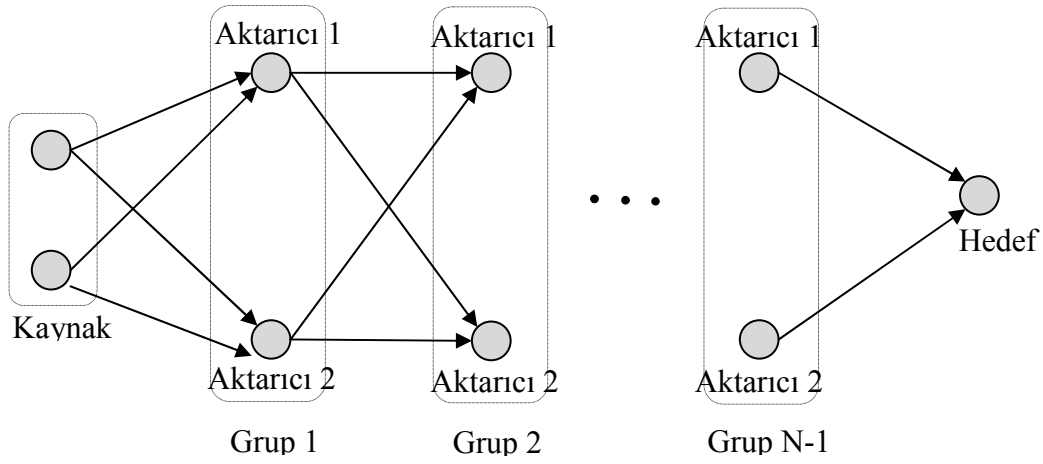 Aktarıcı 1
Aktarıcı 1
Aktarıcı 1
. . .
Hedef
Kaynak
Aktarıcı 2
Aktarıcı 2
Aktarıcı 2
Grup 1
Grup 2
Grup N-1